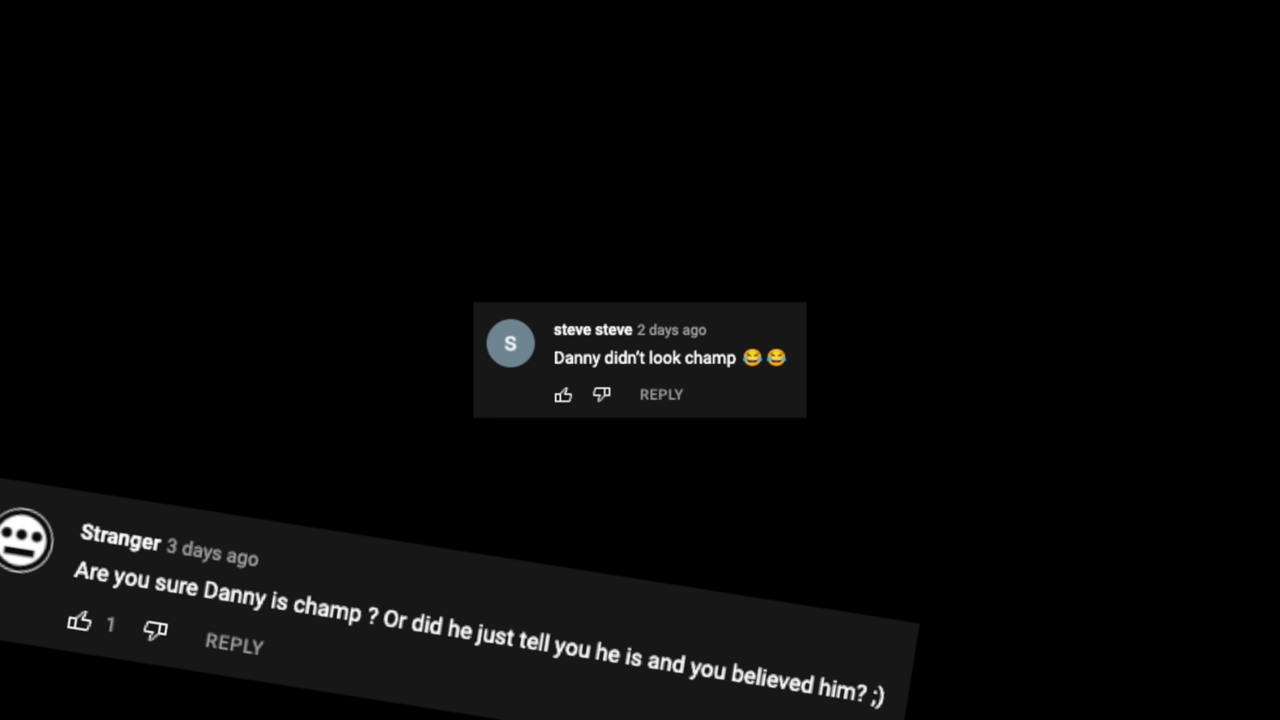 S
steve steve 2 days ago
Danny didn't look champ 😂😂
REPLY
Stranger 3 days ago
Are you sure Danny is champ ? Or did he just tell you he is and you believed him? ;)
1 REPLY